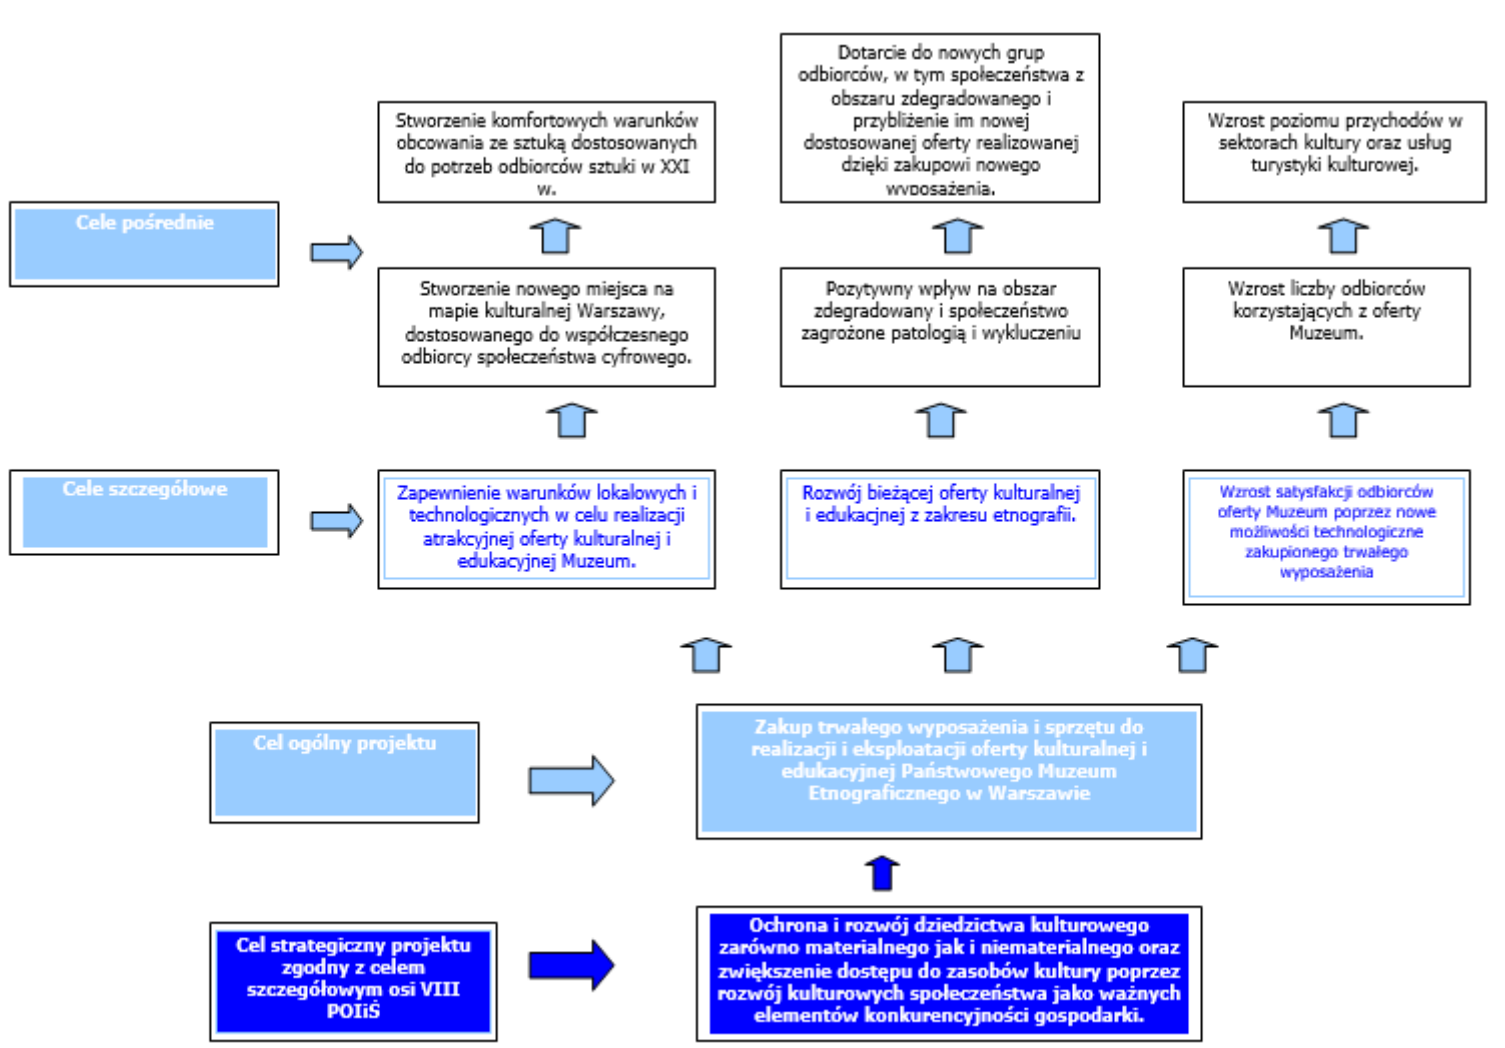 Dotarcie do nowych grup
odbiorców, w tym społeczeństwa z
obszaru zdegradowanego i
przybliżenie im nowej
dostosowanej oferty realizowanej
dzięki zakupowi nowego
wyposażenia.
Stworzenie komfortowych warunków
obcowania ze sztuką dostosowanych
do potrzeb odbiorców sztuki w XXI
w.
Wzrost poziomu przychodów w
sektorach kultury oraz usług
turystyki kulturowej.
Cele pośrednie
Stworzenie nowego miejsca na
mapie kulturalnej Warszawy,
dostosowanego do współczesnego
odbiorcy społeczeństwa cyfrowego.
Pozytywny wpływ na obszar
zdegradowany i społeczeństwo
zagrożone patologią i wykluczeniu
Wzrost liczby odbiorców
korzystających z oferty
Muzeum.
Cele szczegółowe
Zapewnienie warunków lokalowych i
technologicznych w celu realizacji
atrakcyjnej oferty kulturalnej i
edukacyjnej Muzeum.
Rozwój bieżącej oferty kulturalnej
i edukacjnej z zakresu etnografii.
Wzrost satysfakcji odbiorców
oferty Muzeum poprzez nowe
możliwości technologiczne
zakupionego trwałego
wyposażenia
Cel ogólny projektu
Zakup trwałego wyposażenia i sprzętu do
realizacji i eksploatacji oferty kulturalnej i
edukacyjnej Państwowego Muzeum
Etnograficznego w Warszawie
Cel strategiczny projektu
zgodny z celem
szczegółowym osi VIII
POIiŚ
Ochrona i rozwój dziedzictwa kulturowego
zarówno materialnego jak i niematerialnego oraz
zwiększenie dostępu do zasobów kultury poprzez
rozwój kulturowych społeczeństwa jako ważnych
elementów konkurencyjności gospodarki.